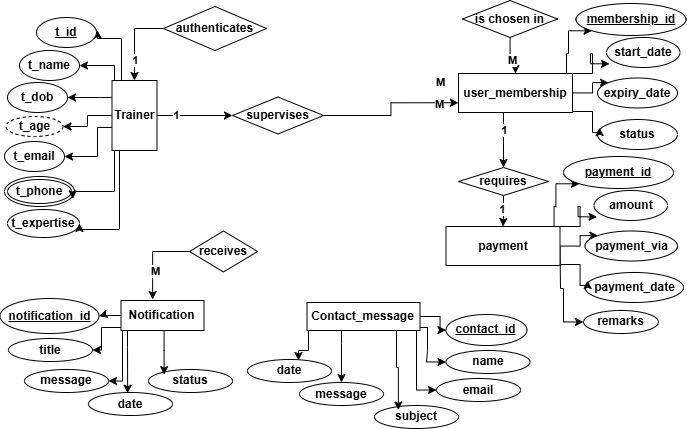 t_id
authenticates
is chosen in
membership_id
t_name
1
M
start_date
t_dob
Trainer
1
supervises
M
M
user_membership
expiry_date
t_age
status
t_email
1
t_phone
requires
payment_id
t_expertise
1
amount
payment
payment_via
receives
M
payment_date
notification_id
Notification
Contact_message
contact_id
remarks
title
name
message
status
date
email
date
message
subject